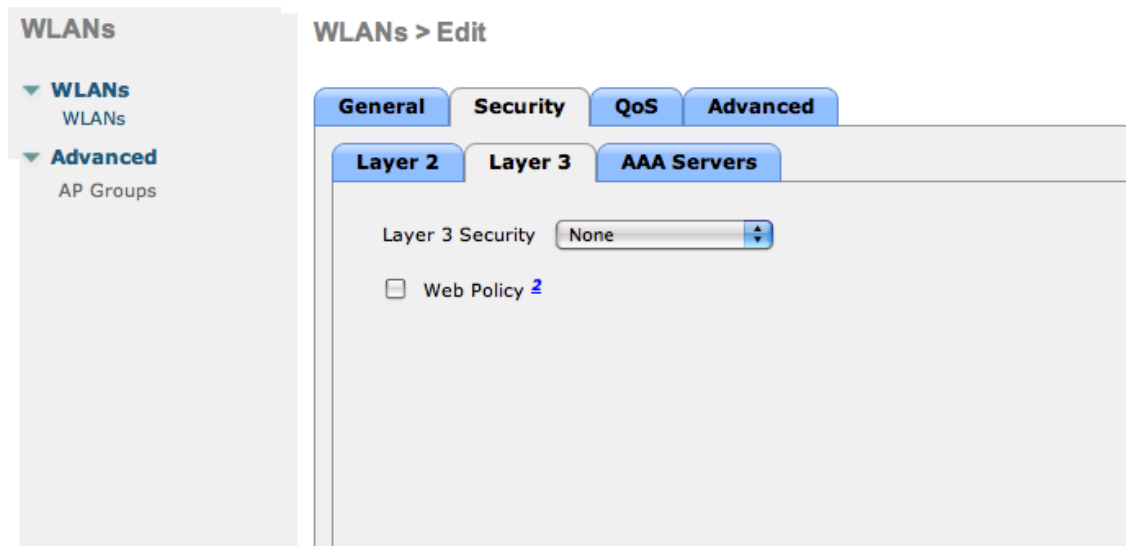 WLANs
WLANs
WLANs
Advanced
AP Groups
WLANs > Edit
General Security QoS Advanced
Layer 2 Layer 3 AAA Servers
Layer 3 Security None
Web Policy 2